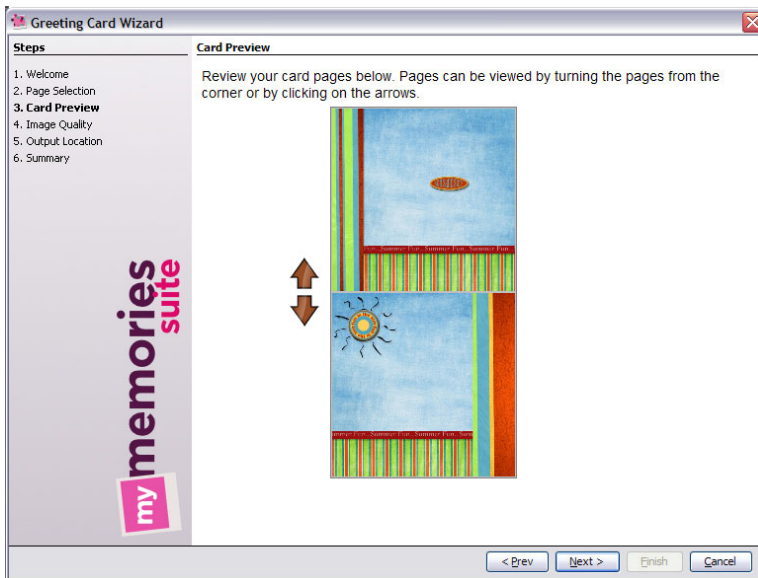 Greeting Card Wizard
Steps
1. Welcome
2. Page Selection
3. Card Preview
4. Image Quality
5. Output Location
6. Summary
my memories
suite
Card Preview
Review your card pages below. Pages can be viewed by turning the pages from the
corner or by clicking on the arrows.
Summer Fun. Summer Fun. Summer Fun.
Summer Fun. Summer Fun.
< Prev
Next >
Finish
Cancel